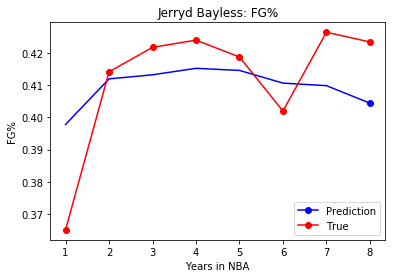 Jerryd Bayless: FG%
0.42
0.41
0.40
0.39
0.38
0.37
FG%
1 2 3 4 5 6 7 8
Years in NBA
Prediction
True